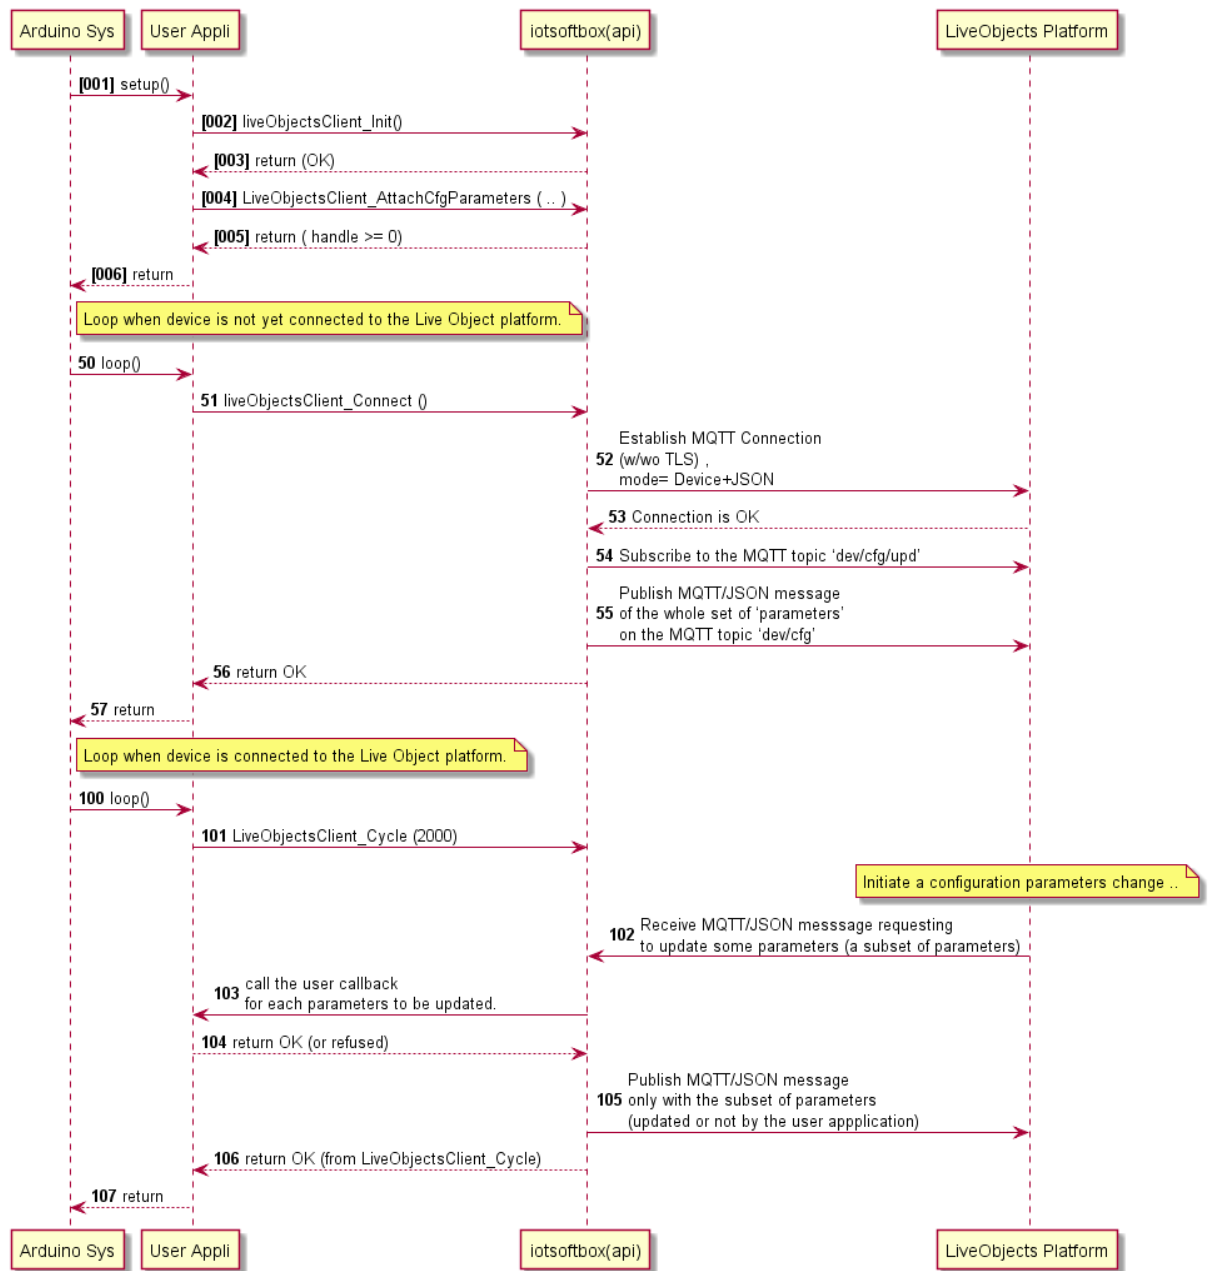 Arduino Sys
User Appli
iotsoftbox(api)
LiveObjects Platform
[001] setup()
[002] liveObjectsClient_Init()
[003] return (OK)
[004] LiveObjectsClient_AttachCfgParameters ( .. )
[005] return ( handle >= 0)
[006] return
Loop when device is not yet connected to the Live Object platform.
50 loop()
51 liveObjectsClient_Connect ()
Establish MQTT Connection
52 (w/wo TLS) ,
mode= Device+JSON
53 Connection is OK
54 Subscribe to the MQTT topic ‘dev/cfg/upd’
Publish MQTT/JSON message
55 of the whole set of ‘parameters’
on the MQTT topic ‘dev/cfg’
56 return OK
57 return
Loop when device is connected to the Live Object platform.
100 loop()
101 LiveObjectsClient_Cycle (2000)
Initiate a configuration parameters change ..
102 Receive MQTT/JSON messsage requesting
to update some parameters (a subset of parameters)
103 call the user callback
for each parameters to be updated.
104 return OK (or refused)
Publish MQTT/JSON message
105 only with the subset of parameters
(updated or not by the user appplication)
106 return OK (from LiveObjectsClient_Cycle)
107 return
Arduino Sys
User Appli
iotsoftbox(api)
LiveObjects Platform